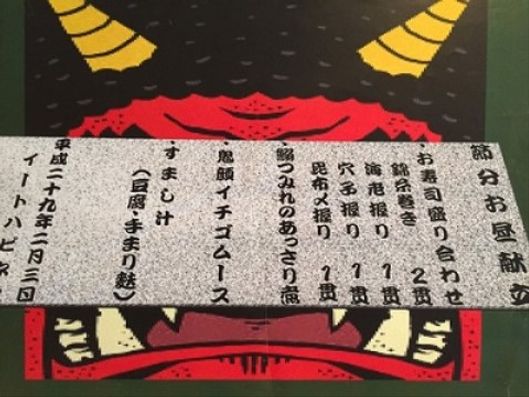 節分お昼献立
・お寿司盛り合わせ
錦糸巻き 2貫
海老握り 1貫
穴子握り 1貫
昆布〆握り 1貫
・鰯つみれのあっさり煮
・鬼顔イチゴムース
・すまし汁
(豆腐・手まり麩)
平成二十九年二月三日
イートハピネ